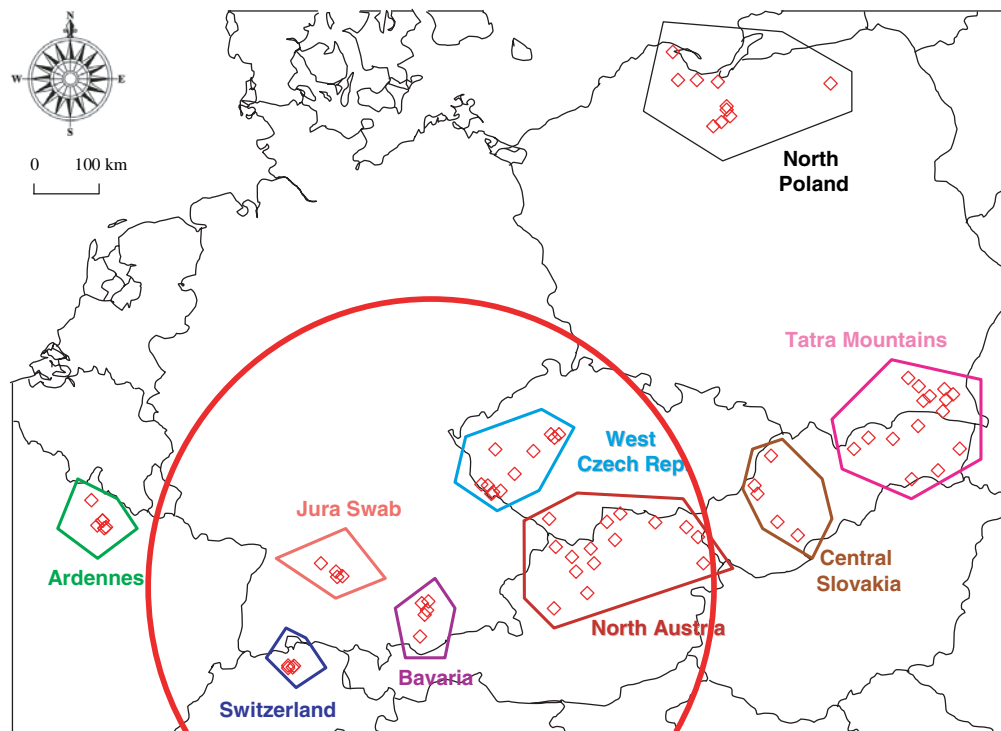 N
W E
S
0 100 km
North
Poland
Tatra Mountains
West
Czech Rep
Jura Swab
Ardennes
Central
Slovakia
North Austria
Bavaria
Switzerland